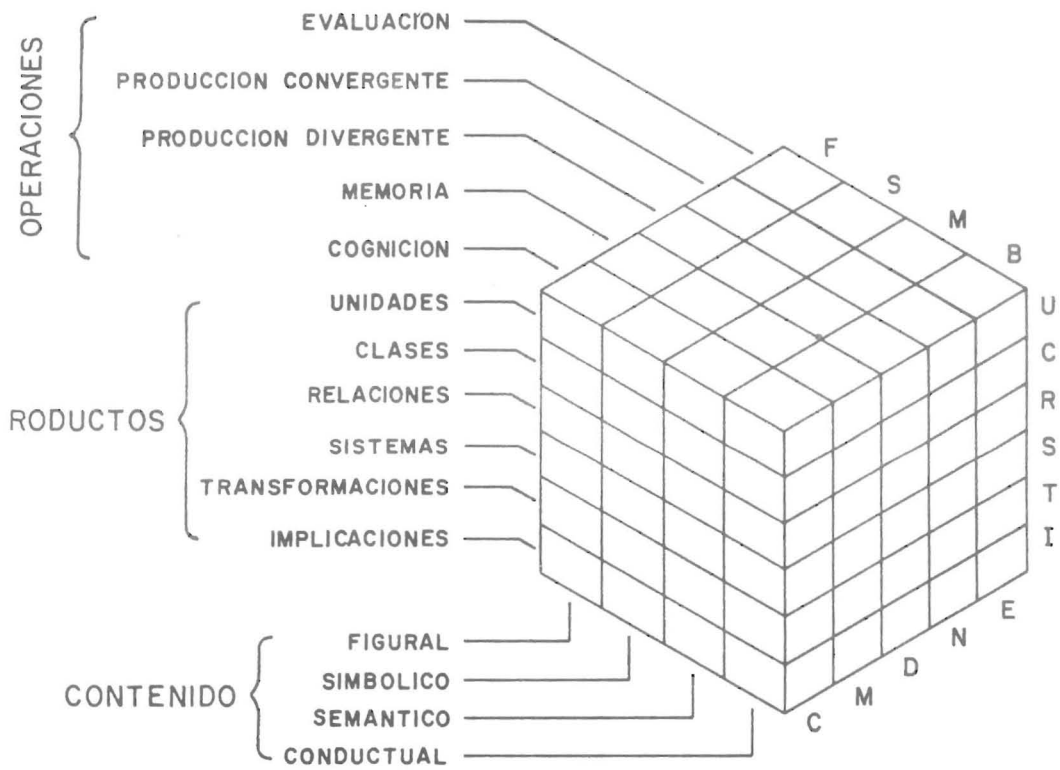 OPERACIONES
EVALUACION
PRODUCCION CONVERGENTE
PRODUCCION DIVERGENTE
MEMORIA
COGNICION
RODUCTOS
UNIDADES
CLASES
RELACIONES
SISTEMAS
TRANSFORMACIONES
IMPLICACIONES
CONTENIDO
FIGURAL
SIMBOLICO
SEMANTICO
CONDUCTUAL
F
S
M
B
U
C
R
S
T
I
E
N
D
M
C